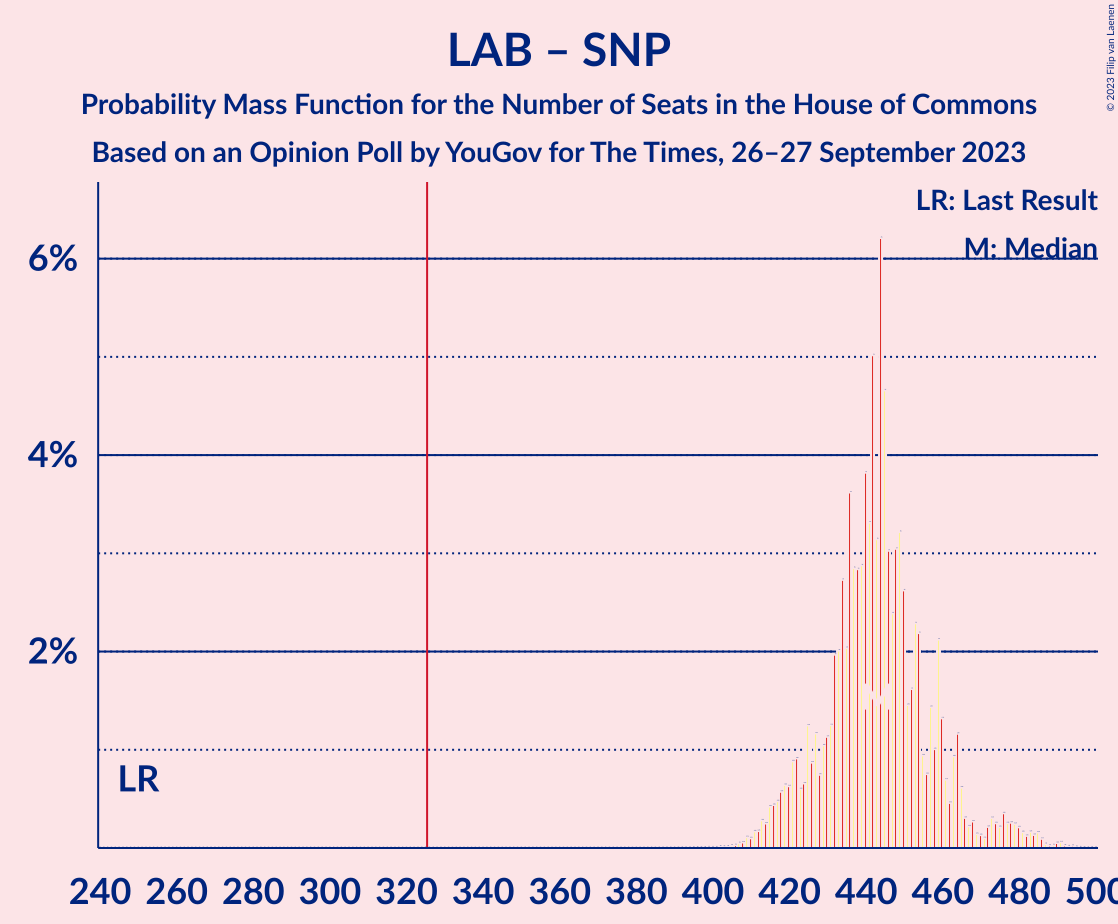 LAB – SNP
Probability Mass Function for the Number of Seats in the House of Commons
Based on an Opinion Poll by YouGov for The Times, 26–27 September 2023
© 2023 Filip van Laenen
LR: Last Result
M: Median
6%
4%
2%
LR
M
240 260 280 300 320 340 360 380 400 420 440 460 480 500